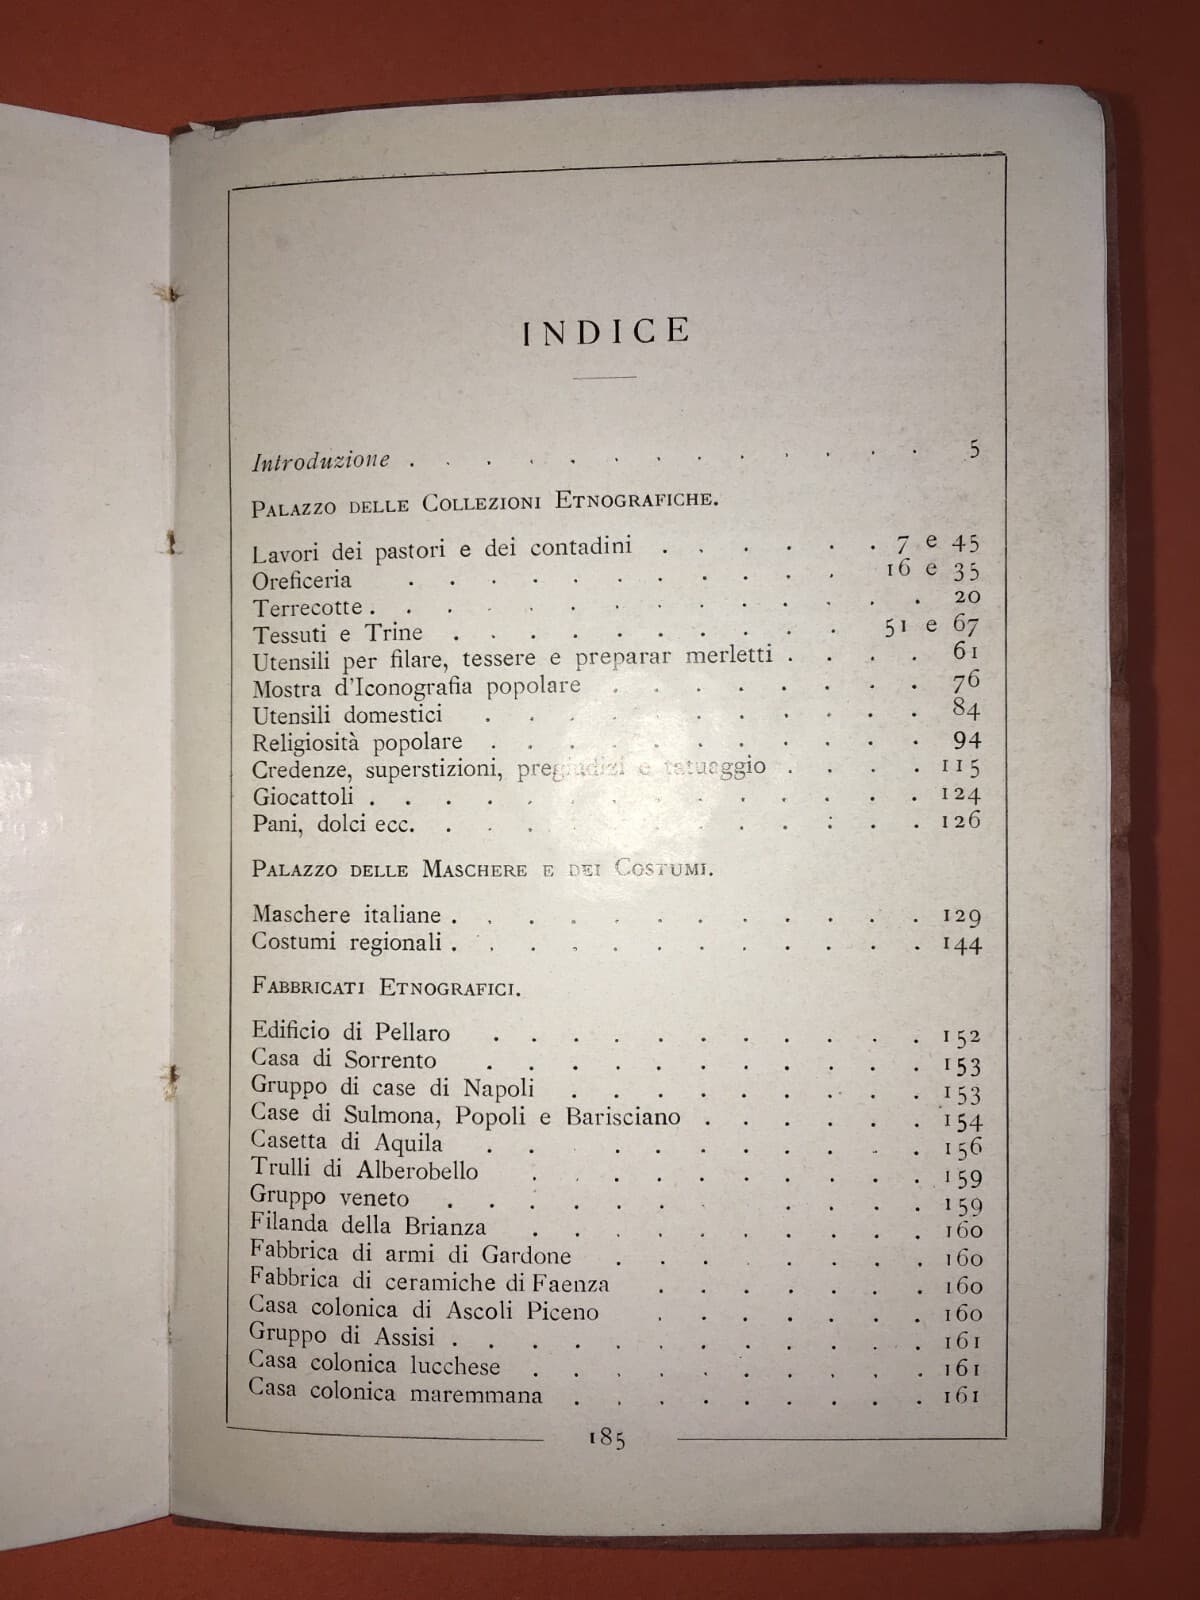 INDICE
Introduzione . . . . . . . . . . . . 5
PALAZZO DELLE COLLEZIONI ETNOGRAFICHE.
Lavori dei pastori e dei contadini . . . . . . 7 e 45
Oreficeria . . . . . . . . . . . 16 e 35
Terrecotte . . . . . . . . . . . . . . 20
Tessuti e Trine . . . . . . . . . . 51 e 67
Utensili per filare, tessere e preparar merletti . . . . 61
Mostra d'Iconografia popolare . . . . . . . . 76
Utensili domestici . . . . . . . . . . . 84
Religiosità popolare . . . . . . . . . . . 94
Credenze, superstizioni, pregiudizi e tatuaggio . . . . 115
Giocattoli . . . . . . . . . . . . . . 124
Pani, dolci ecc. . . . . . . . . . . . . 126
PALAZZO DELLE MASCHERE E DEI COSTUMI.
Maschere italiane . . . . . . . . . . . . 129
Costumi regionali . . . . . . . . . . . . 144
FABBRICATI ETNOGRAFICI.
Edificio di Pellaro . . . . . . . . . . . 152
Casa di Sorrento . . . . . . . . . . . 153
Gruppo di case di Napoli . . . . . . . . . 153
Case di Sulmona, Popoli e Barisciano . . . . . . 154
Casetta di Aquila . . . . . . . . . . . 156
Trulli di Alberobello . . . . . . . . . . 159
Gruppo veneto . . . . . . . . . . 159
Filanda della Brianza . . . . . . . . . . 160
Fabbrica di armi di Gardone . . . . . . . . 160
Fabbrica di ceramiche di Faenza . . . . . . . 160
Casa colonica di Ascoli Piceno . . . . . . . 160
Gruppo di Assisi . . . . . . . . . . . . 161
Casa colonica lucchese . . . . . . . . . . 161
Casa colonica maremmana . . . . . . . . . 161
185